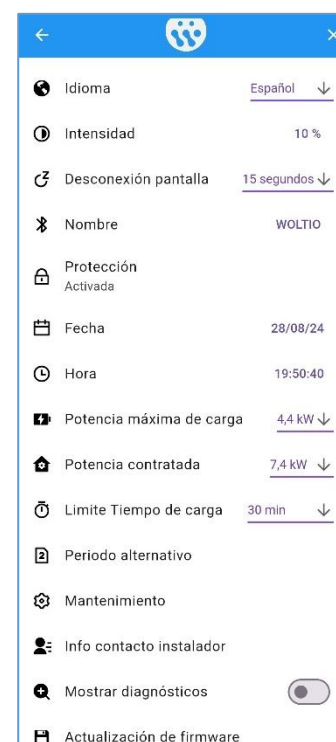 Idioma Español
Intensidad 10 %
Desconexión pantalla 15 segundos
Nombre WOLTIO
Protección
Activada
Fecha 28/08/24
Hora 19:50:40
Potencia máxima de carga 4,4 kW
Potencia contratada 7,4 kW
Limite Tiempo de carga 30 min
2 Periodo alternativo
Mantenimiento
Info contacto instalador
Mostrar diagnósticos
Actualización de firmware